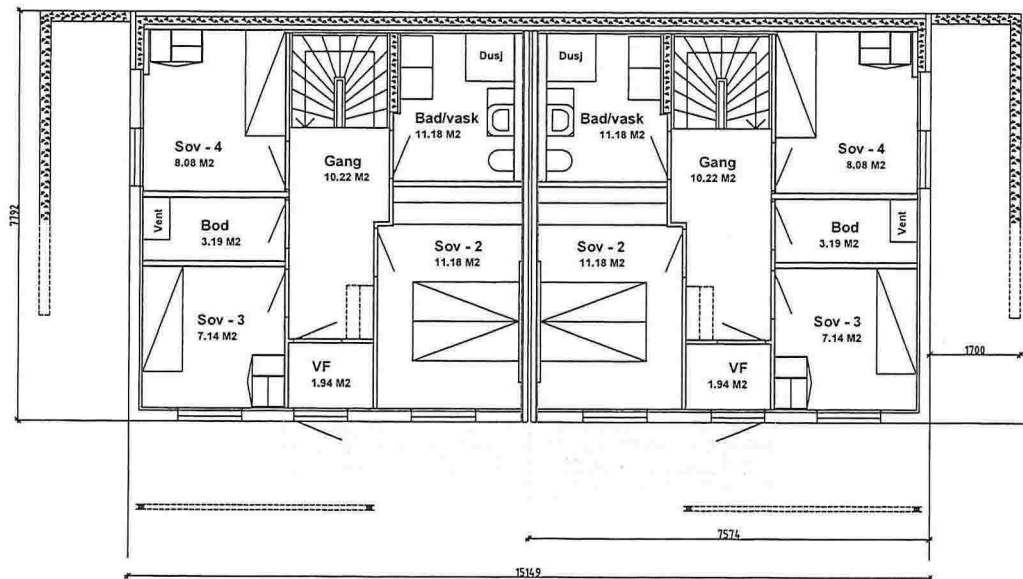 Dusj
Dusj
Bad/vask
11.18 M2
Bad/vask
11.18 M2
Sov - 4
8.08 M2
Gang
10.22 M2
Gang
10.22 M2
Sov - 4
8.08 M2
7792
Vent
Bod
3.19 M2
Sov - 2
11.18 M2
Sov - 2
11.18 M2
Bod
3.19 M2
Vent
Sov - 3
7.14 M2
VF
1.94 M2
VF
1.94 M2
Sov - 3
7.14 M2
1700
7574
15149